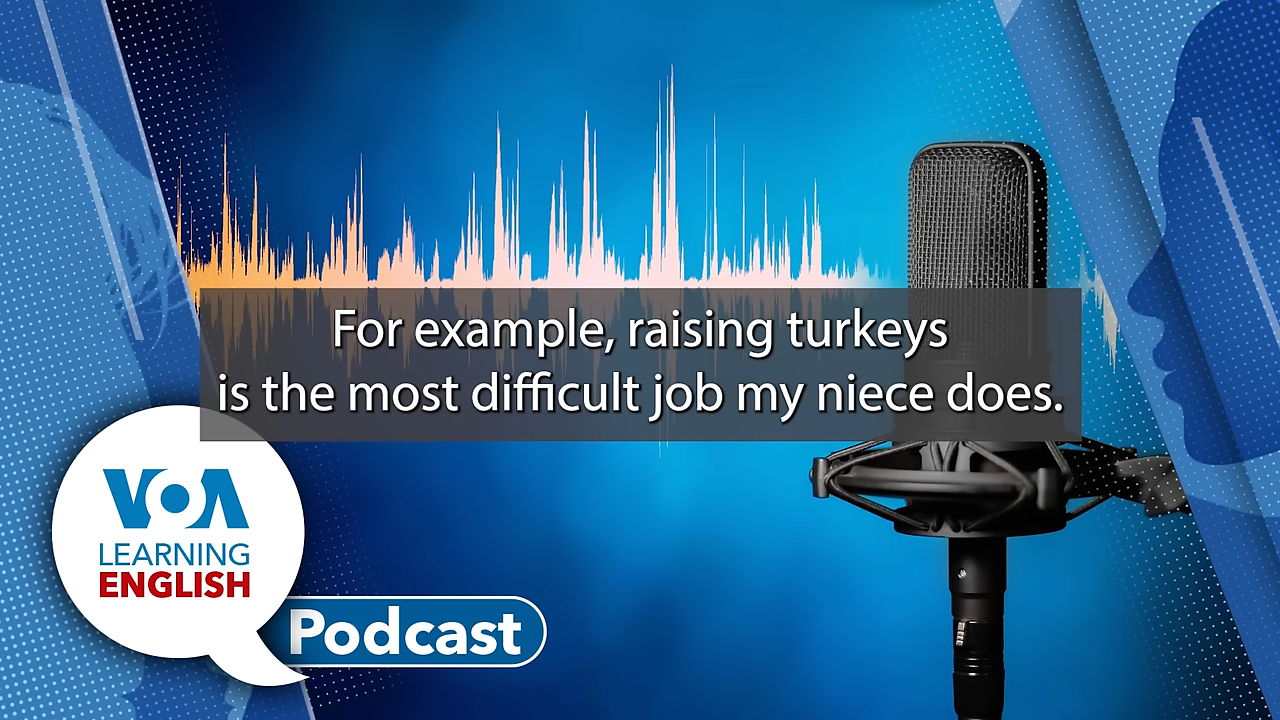 For example, raising turkeys
is the most difficult job my niece does.
VOA
LEARNING
ENGLISH
Podcast